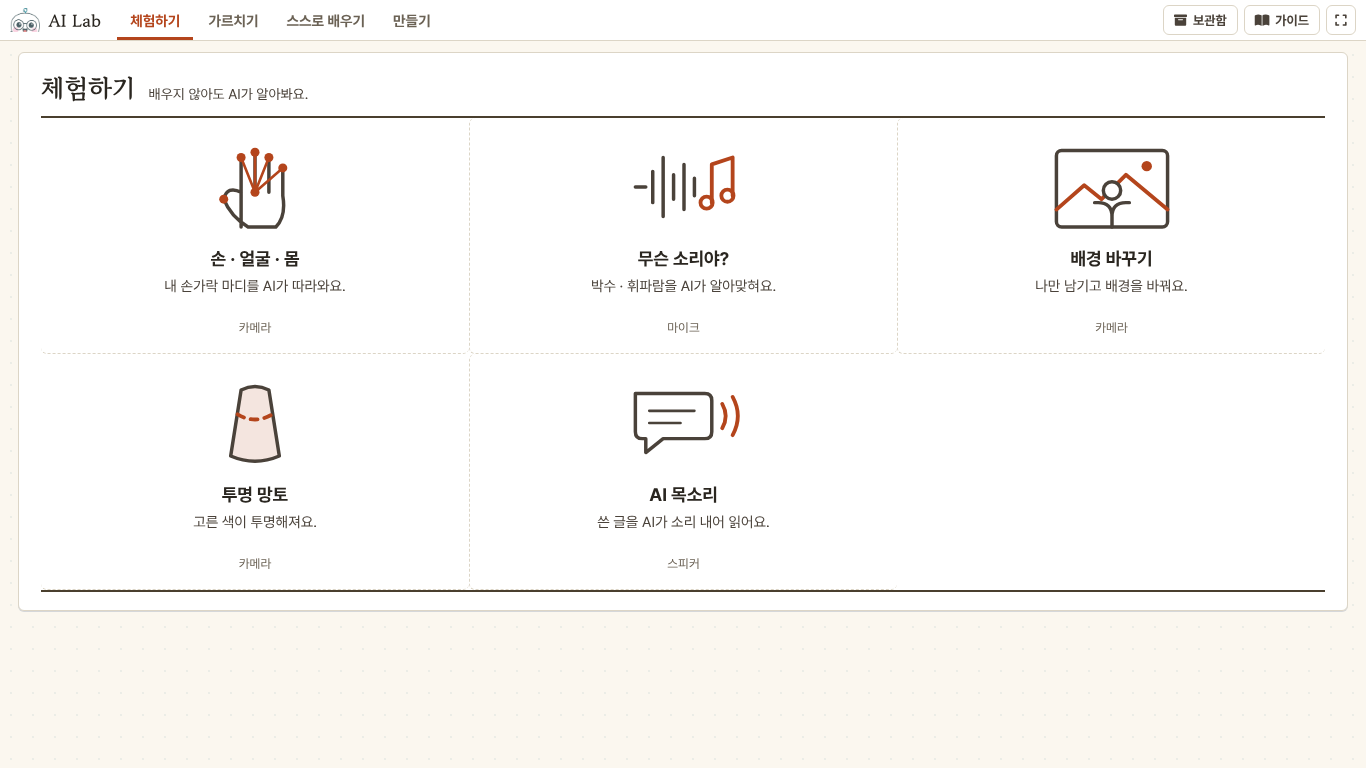 AI Lab 체험하기 가르치기 스스로 배우기 만들기 보관함 가이드
체험하기 배우지 않아도 AI가 알아봐요.
손 · 얼굴 · 몸
내 손가락 마디를 AI가 따라와요.
카메라
무슨 소리야?
박수 · 휘파람을 AI가 알아맞혀요.
마이크
배경 바꾸기
나만 남기고 배경을 바꿔요.
카메라
투명 망토
고른 색이 투명해져요.
카메라
AI 목소리
쓴 글을 AI가 소리 내어 읽어요.
스피커